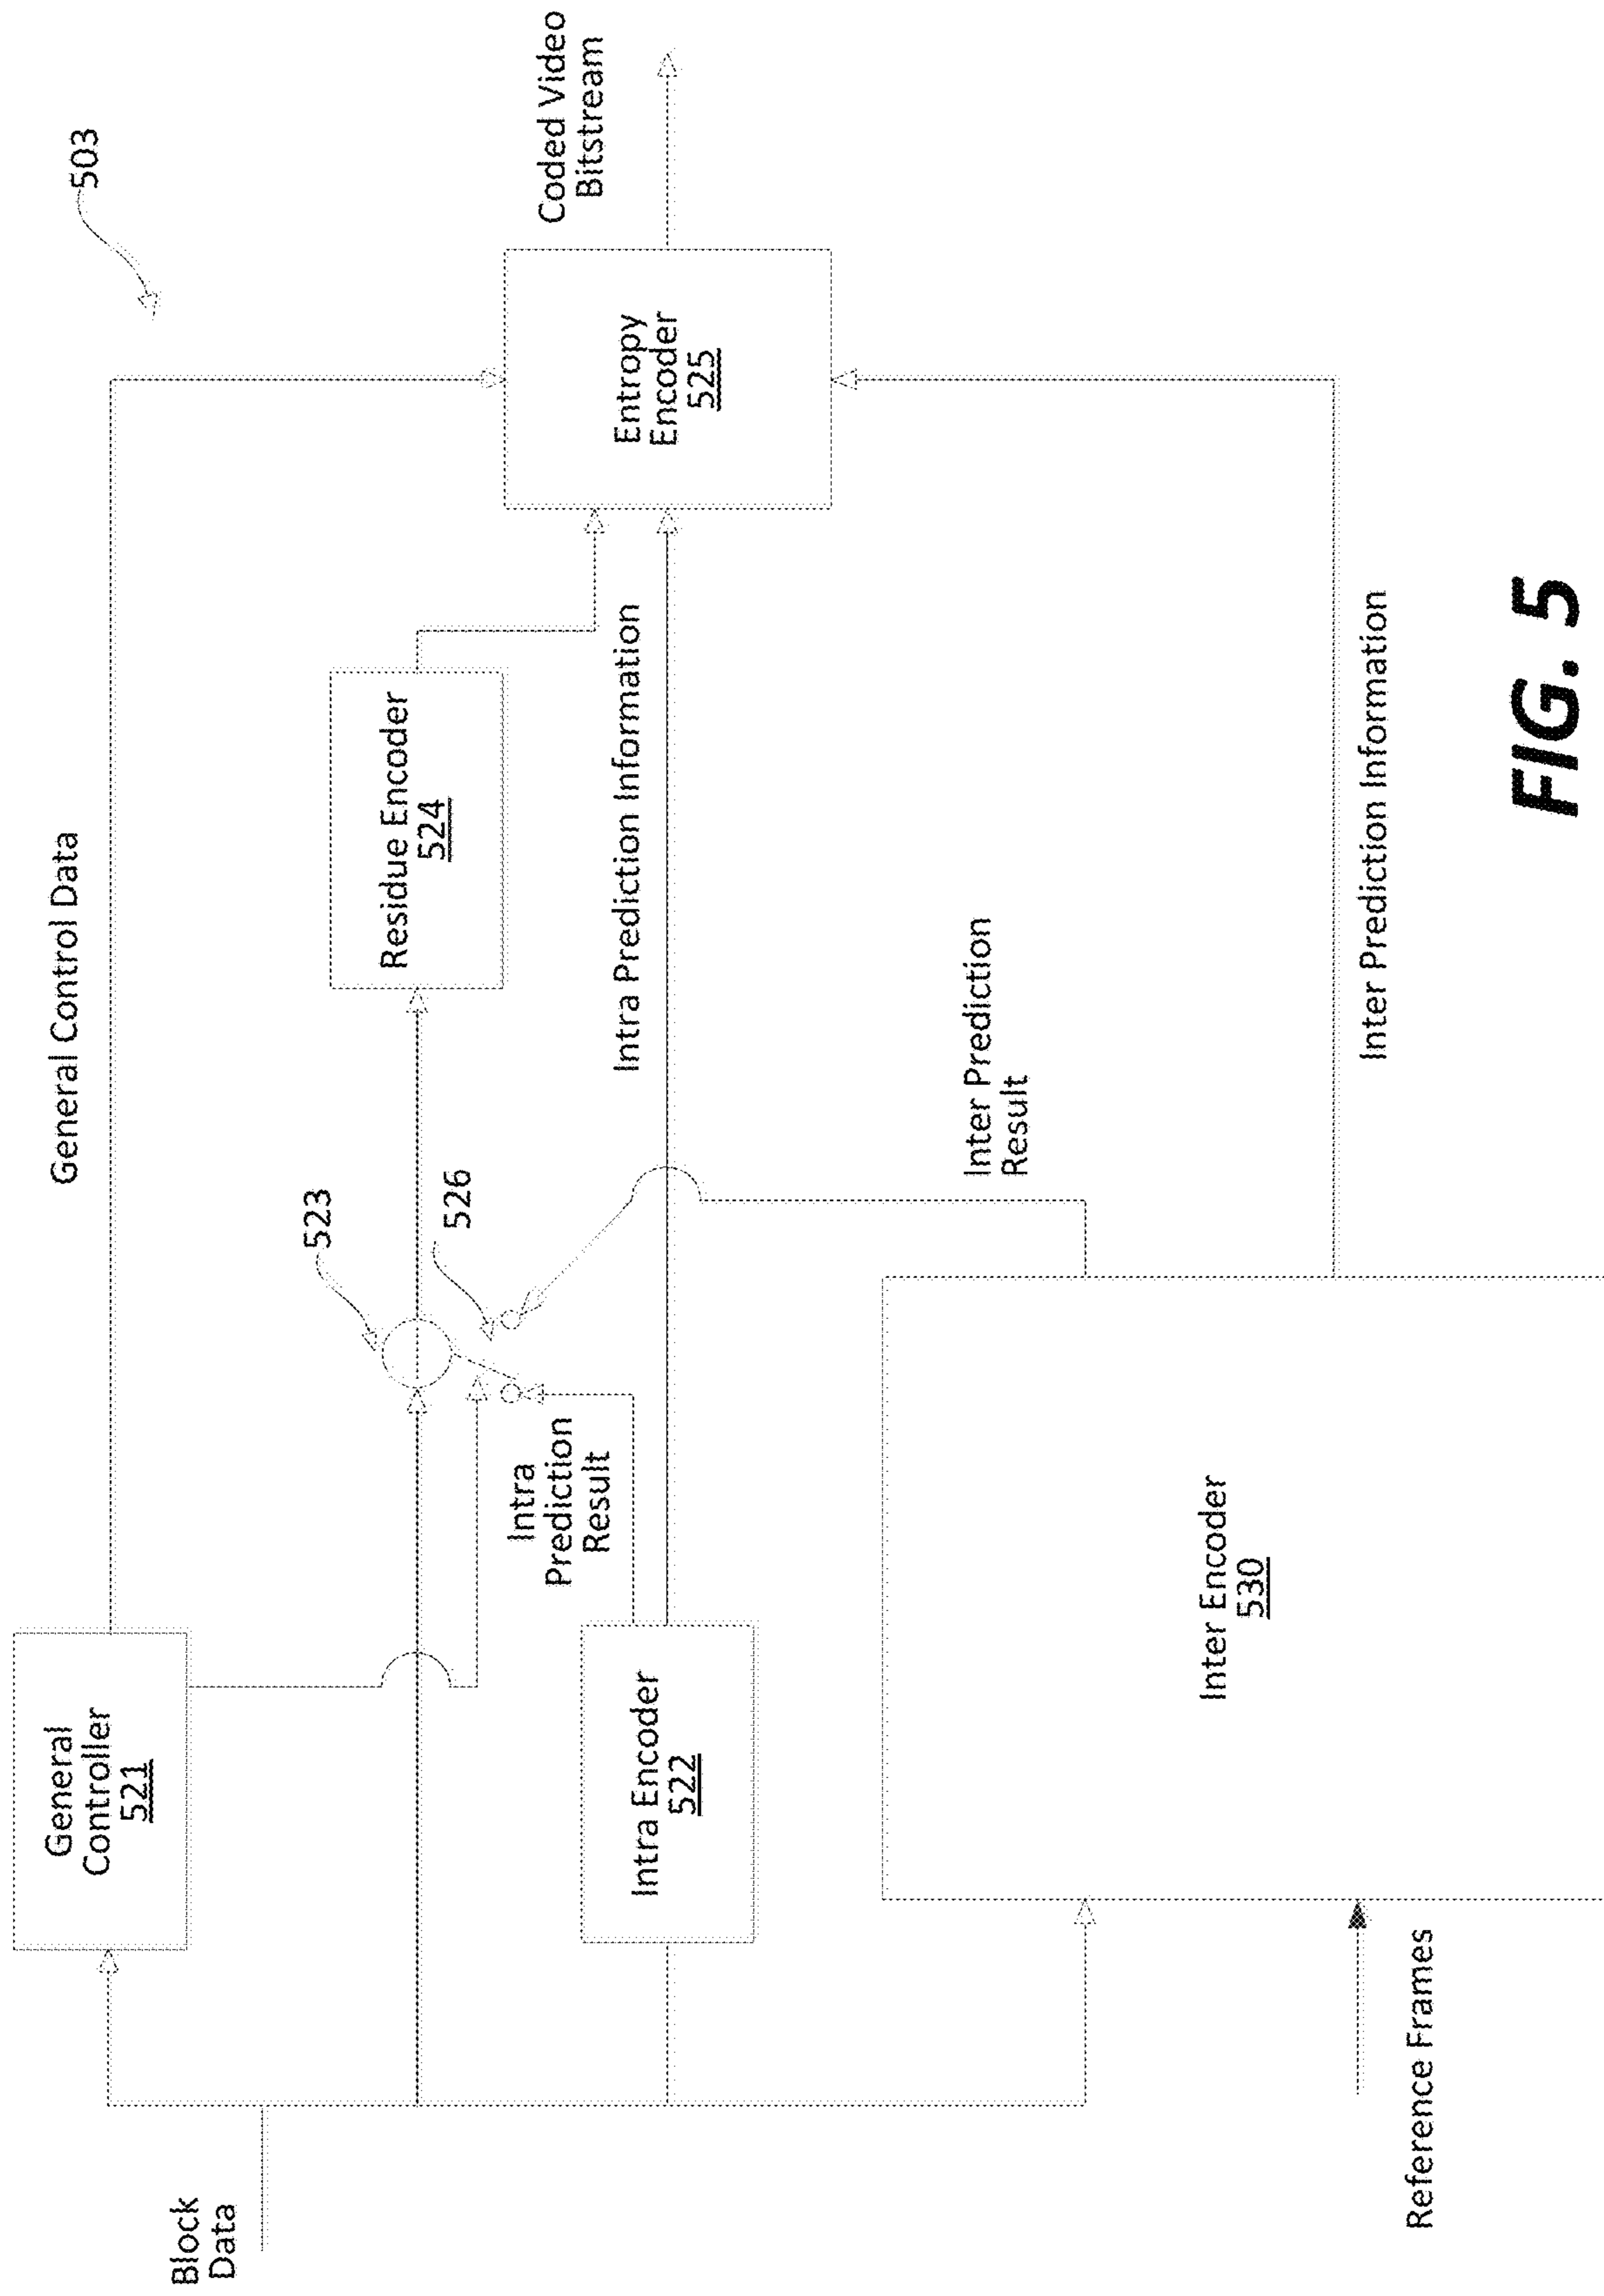 503
General Control Data
General
Controller
521
Block
Data
523
Residue Encoder
524
526
Coded Video
Bitstream
Entropy
Encoder
525
Intra
Prediction
Result
Intra Prediction Information
Intra Encoder
522
Inter Prediction
Result
Inter Encoder
530
Inter Prediction Information
Reference Frames
FIG. 5